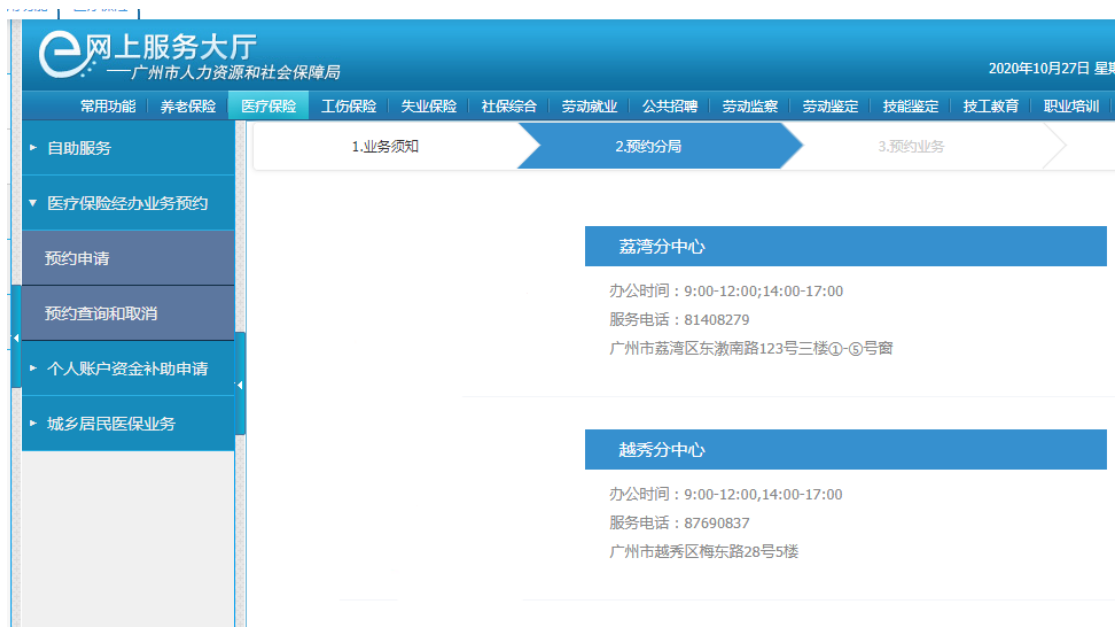 网上服务大厅
——广州市人力资源和社会保障局
2020年10月27日 星期
常用功能 养老保险 医疗保险 工伤保险 失业保险 社保综合 劳动就业 公共招聘 劳动监察 劳动鉴定 技能鉴定 技工教育 职业培训
自助服务
医疗保险经办业务预约
预约申请
预约查询和取消
个人账户资金补助申请
城乡居民医保业务
1.业务须知 2.预约分局 3.预约业务
荔湾分中心
办公时间：9:00-12:00;14:00-17:00
服务电话：81408279
广州市荔湾区东漖南路123号三楼①-⑤号窗
越秀分中心
办公时间：9:00-12:00,14:00-17:00
服务电话：87690837
广州市越秀区梅东路28号5楼